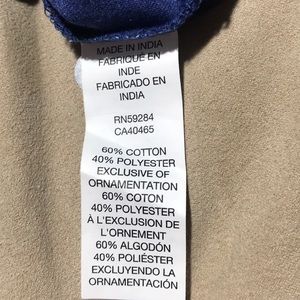 MADE IN INDIA
FABRIQUÉ EN
INDE
FABRICADO EN
INDIA
RN59284
CA40465
60% COTTON
40% POLYESTER
EXCLUSIVE OF
ORNAMENTATION
60% COTON
40% POLYESTER
À L'EXCLUSION DE
L'ORNEMENT
60% ALGODÓN
40% POLIÉSTER
EXCLUYENDO LA
ORNAMENTACIÓN